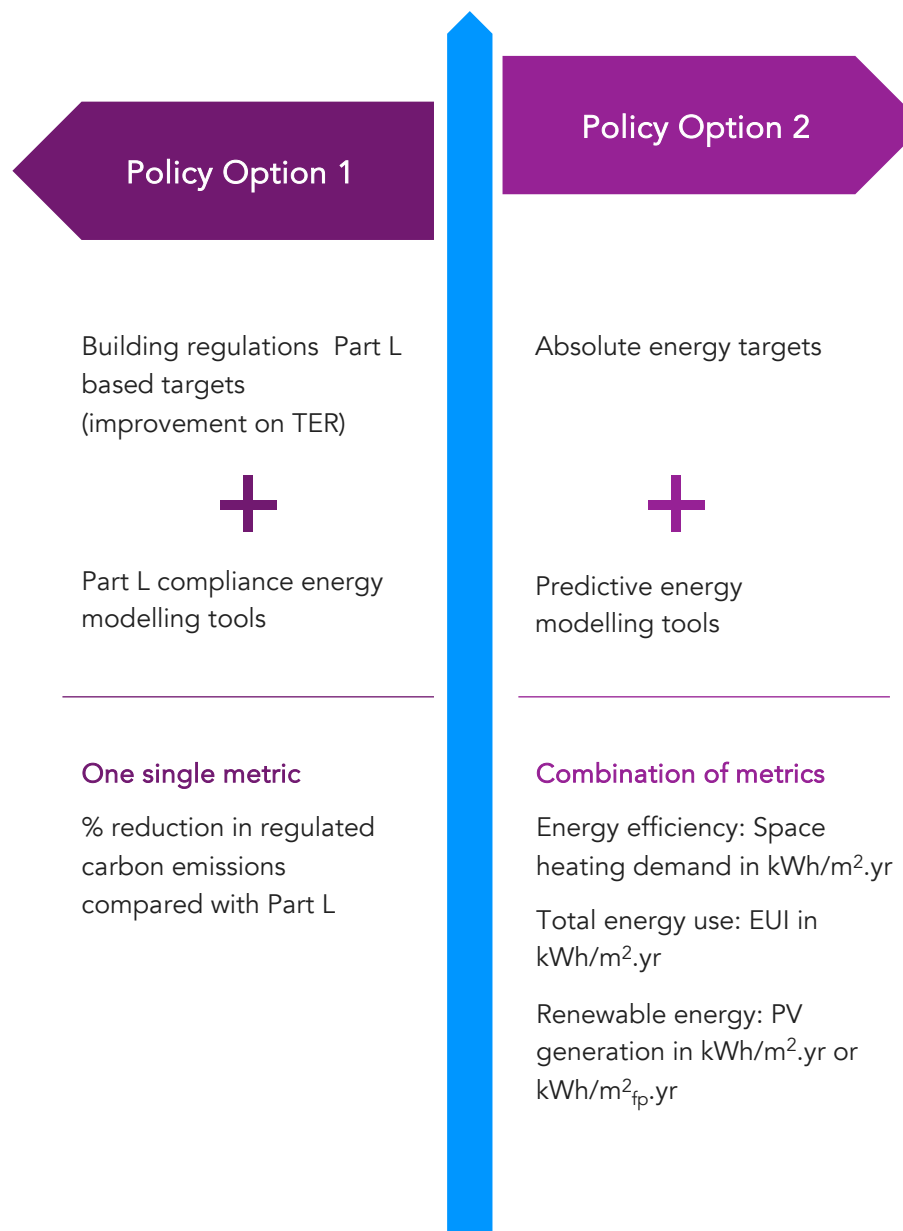 Policy Option 1
Building regulations  Part L
based targets
(improvement on TER)
Part L compliance energy
modelling tools
One single metric
% reduction in regulated
carbon emissions
compared with Part L
Policy Option 2
Absolute energy targets
Predictive energy
modelling tools
Combination of metrics
Energy efficiency: Space
heating demand in kWh/m².yr
Total energy use: EUI in
kWh/m².yr
Renewable energy: PV
generation in kWh/m².yr or
kWh/m²fp.yr